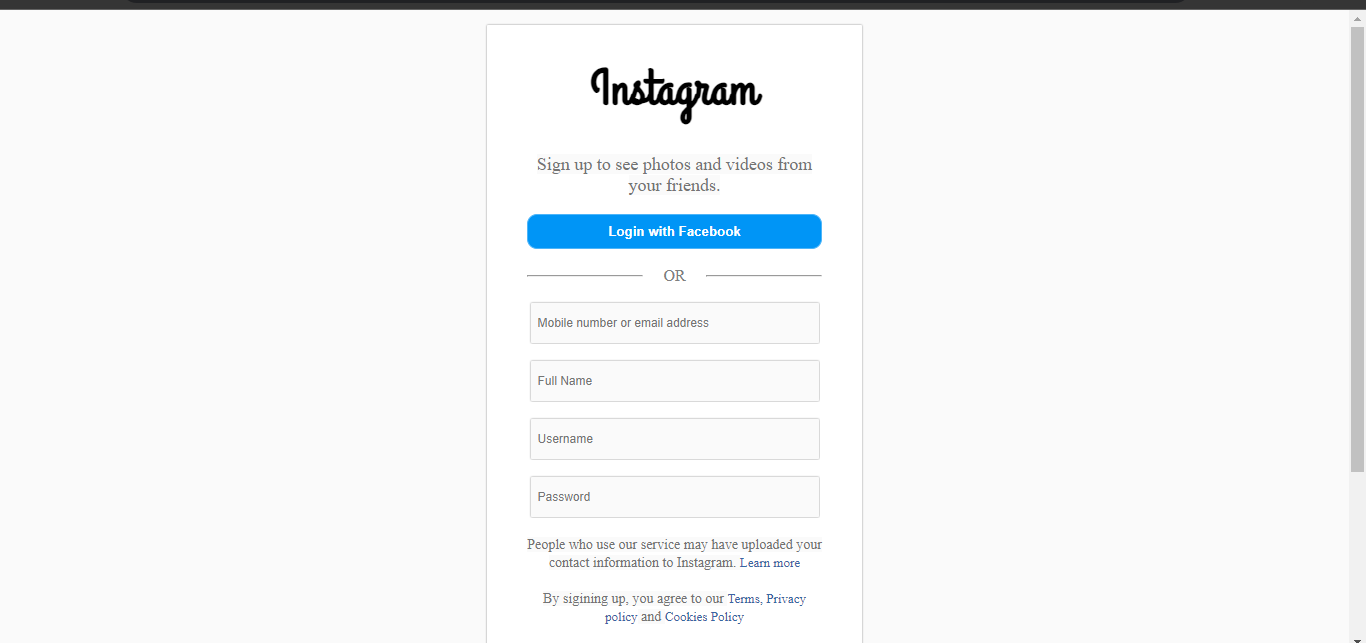 Instagram
Sign up to see photos and videos from
your friends.
Login with Facebook
OR
Mobile number or email address
Full Name
Username
Password
People who use our service may have uploaded your
contact information to Instagram. Learn more
By sigining up, you agree to our Terms, Privacy
policy and Cookies Policy